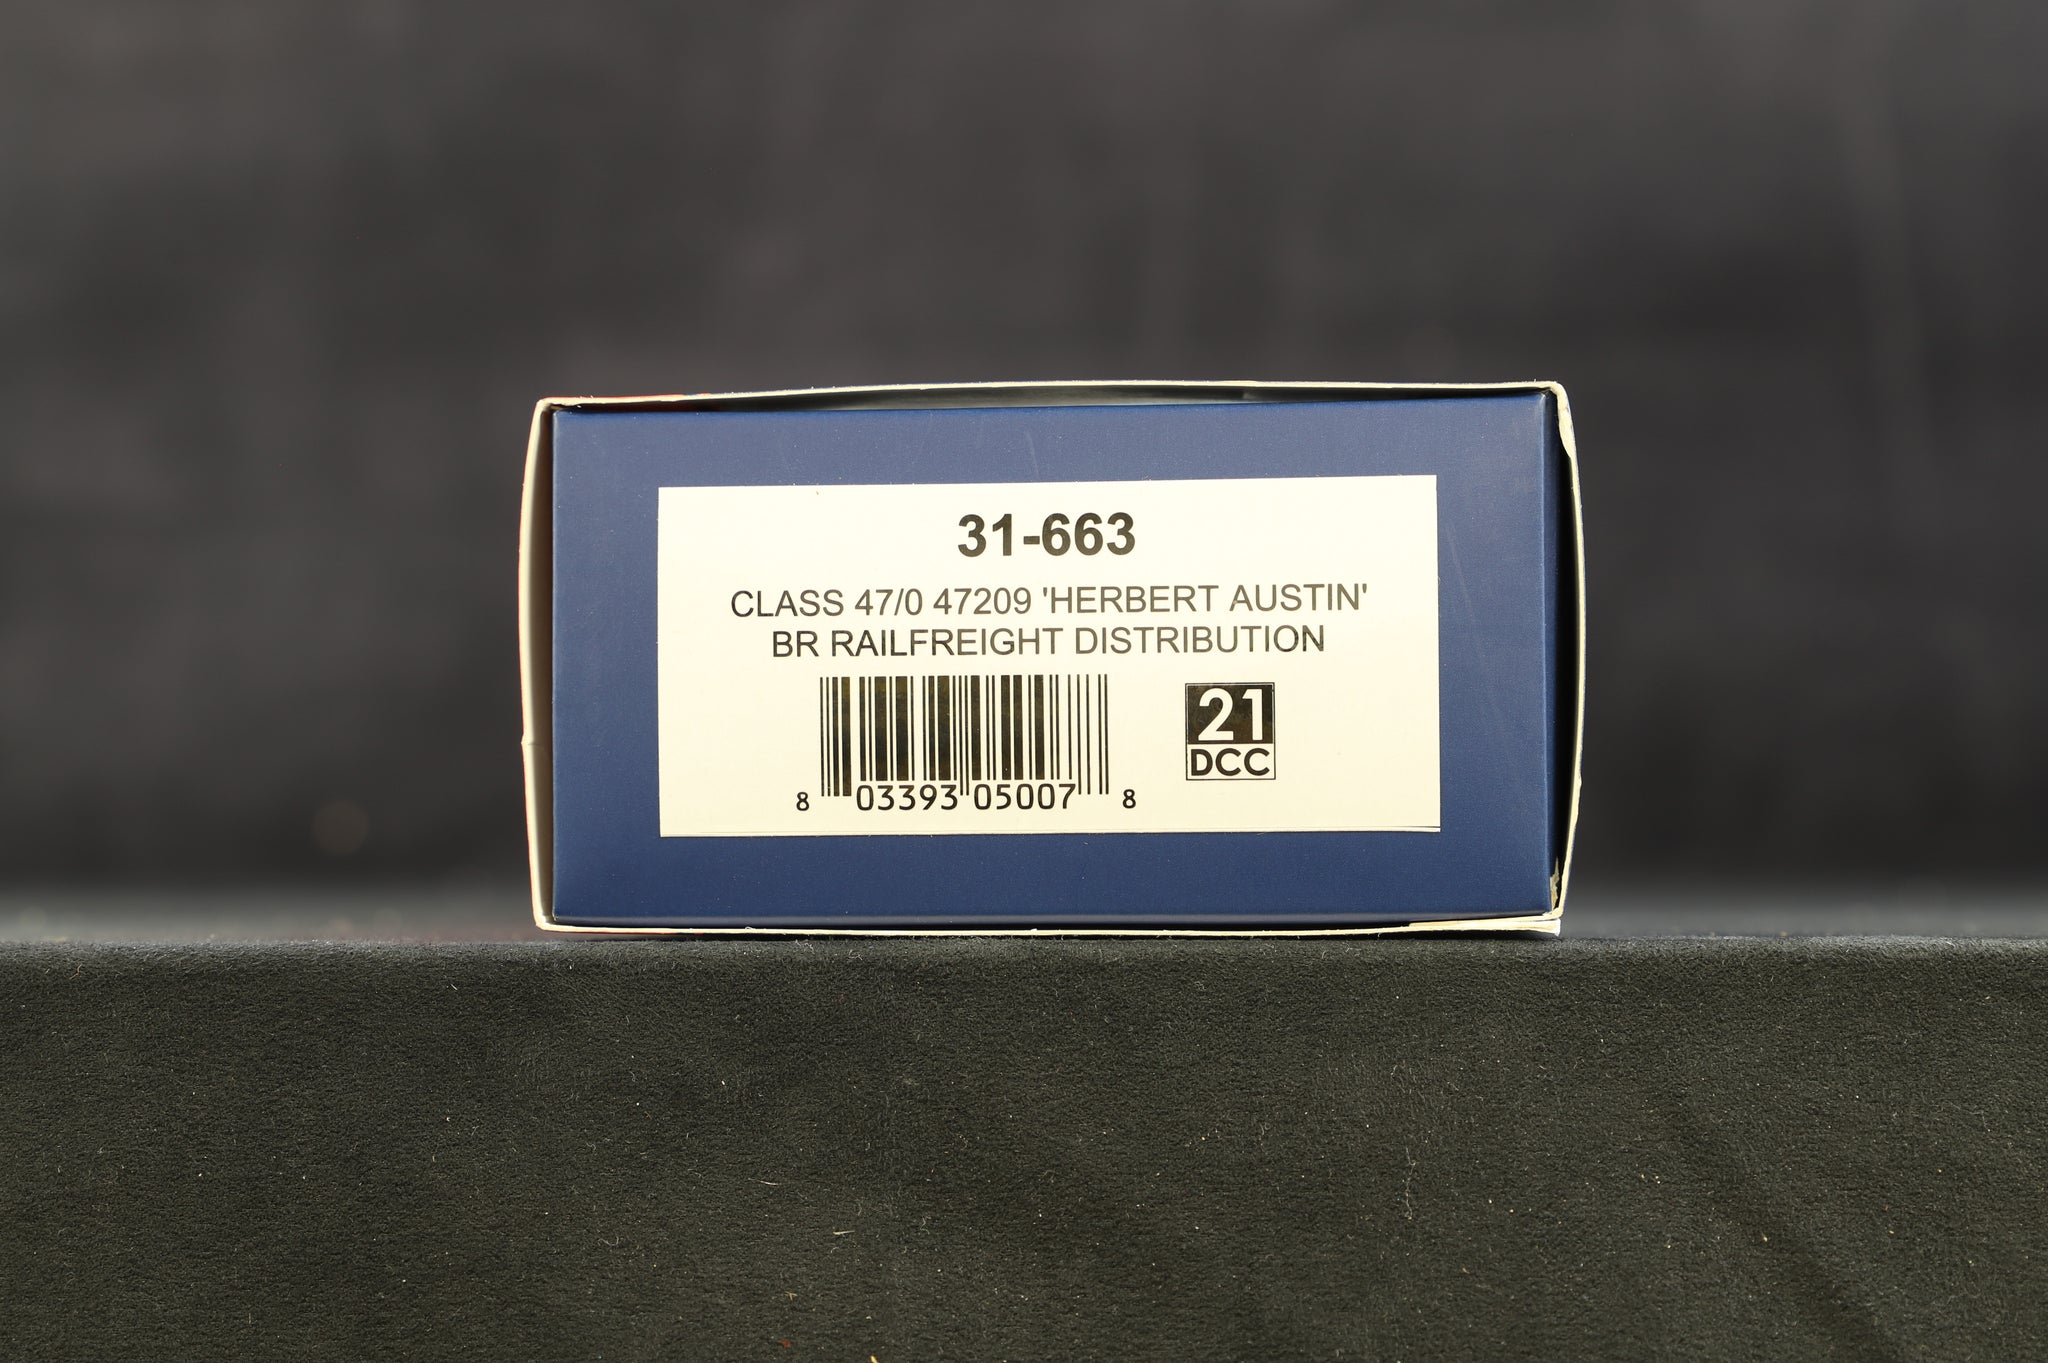 31-663
CLASS 47/0 47209 'HERBERT AUSTIN'
BR RAILFREIGHT DISTRIBUTION
21
DCC
8 03393 05007 8